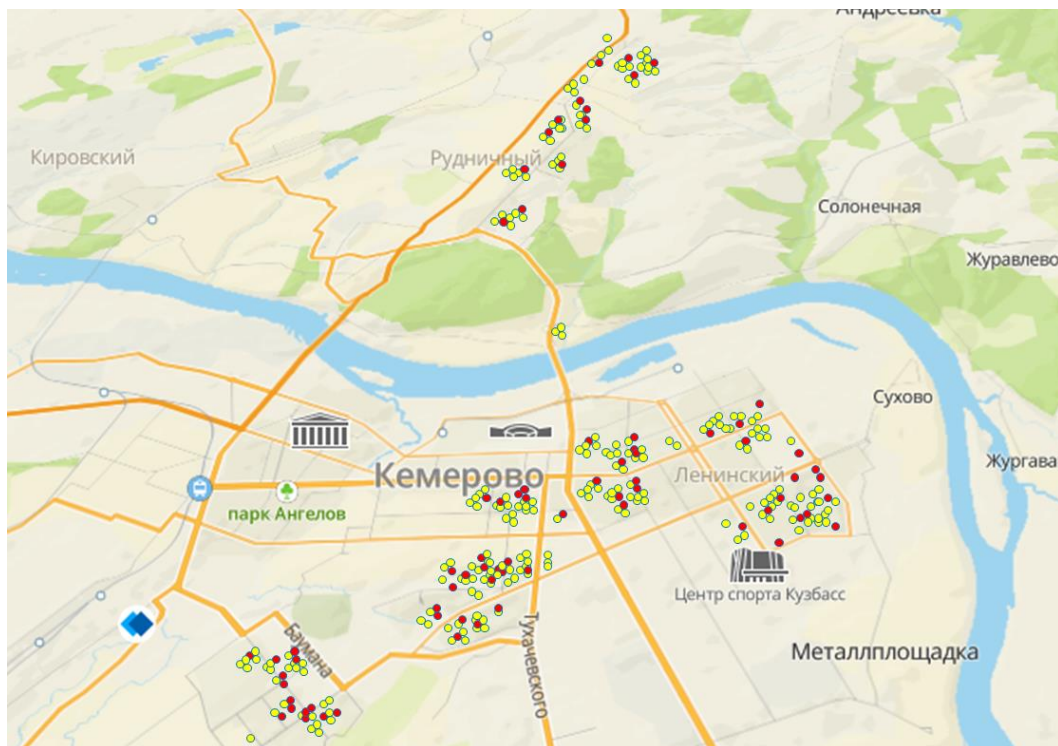 Андреевка
Кировский
Рудничный
Солонечная
Журавлево
Сухово
Кемерово
Ленинский
Жургава
парк Ангелов
Центр спорта Кузбасс
Баумана
Тухачевского
Металлплощадка